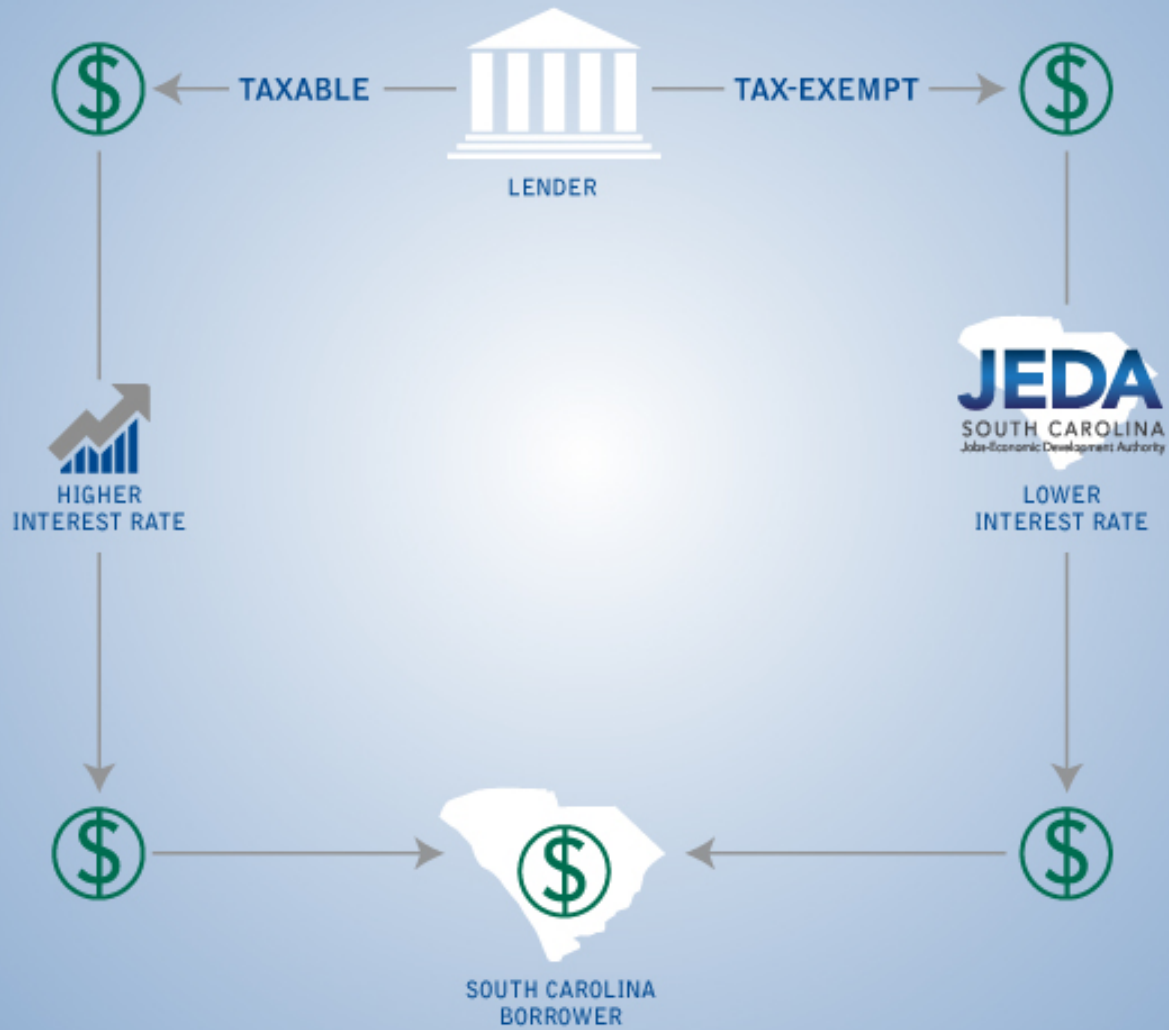 $
TAXABLE
TAX-EXEMPT
$
LENDER
JEDA
SOUTH CAROLINA
Jobs-Economic Development Authority
HIGHER
INTEREST RATE
LOWER
INTEREST RATE
$
$
$
SOUTH CAROLINA
BORROWER